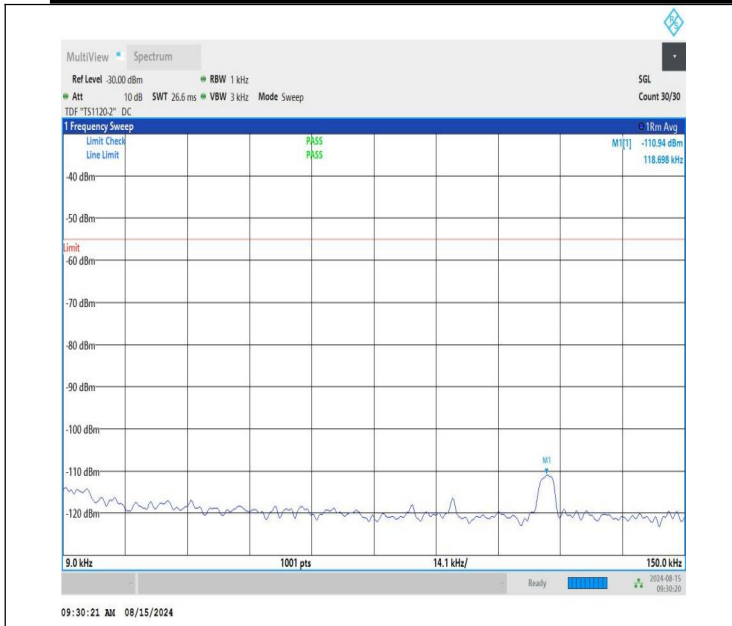 R S
MultiView Spectrum
Ref Level -30.00 dBm RBW 1 kHz SGL
Att 10 dB SWT 26.6 ms VBW 3 kHz Mode Sweep Count 30/30
TDF "TS1120-2" DC
1 Frequency Sweep 1Rm Avg
Limit Check PASS M1[1] -110.94 dBm
Line Limit PASS 118.698 kHz
-40 dBm
-50 dBm
Limit
-60 dBm
-70 dBm
-80 dBm
-90 dBm
-100 dBm
M1
-110 dBm
-120 dBm
9.0 kHz 1001 pts 14.1 kHz/ 150.0 kHz
Ready 2024-08-15
09:30:20
09:30:21 AM 08/15/2024